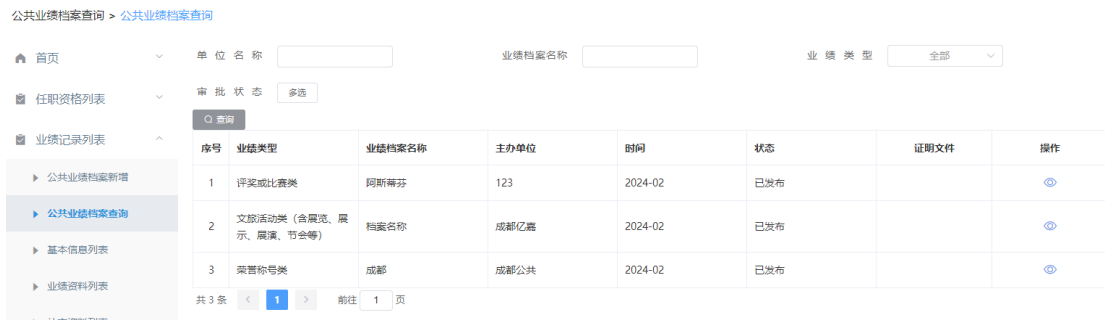 公共业绩档案查询 > 公共业绩档案查询
首页
任职资格列表
业绩记录列表
公共业绩档案新增
公共业绩档案查询
基本信息列表
业绩资料列表
单位名称
业绩档案名称
业绩类型 全部
审批状态 多选
查询
序号 业绩类型 业绩档案名称 主办单位 时间 状态 证明文件 操作
1 评奖或比赛类 阿斯蒂芬 123 2024-02 已发布
2 文旅活动类（含展览、展示、展演、节会等） 档案名称 成都亿嘉 2024-02 已发布
3 荣誉称号类 成都 成都公共 2024-02 已发布
共 3 条 < 1 > 前往 1 页